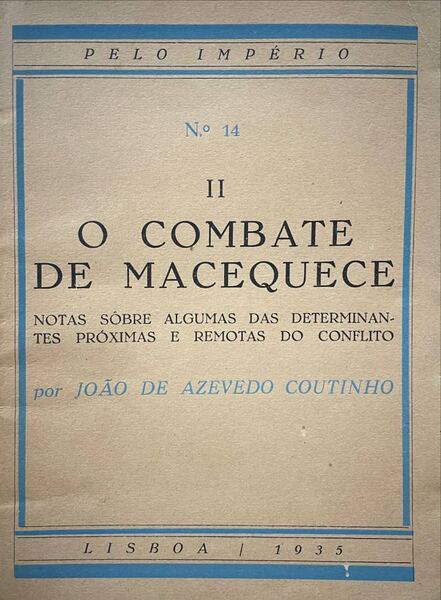 PELO IMPÉRIO
N.º 14
II
O COMBATE
DE MACEQUECE
NOTAS SÔBRE ALGUMAS DAS DETERMINAN-
TES PRÓXIMAS E REMOTAS DO CONFLITO
por JOÃO DE AZEVEDO COUTINHO
LISBOA / 1935